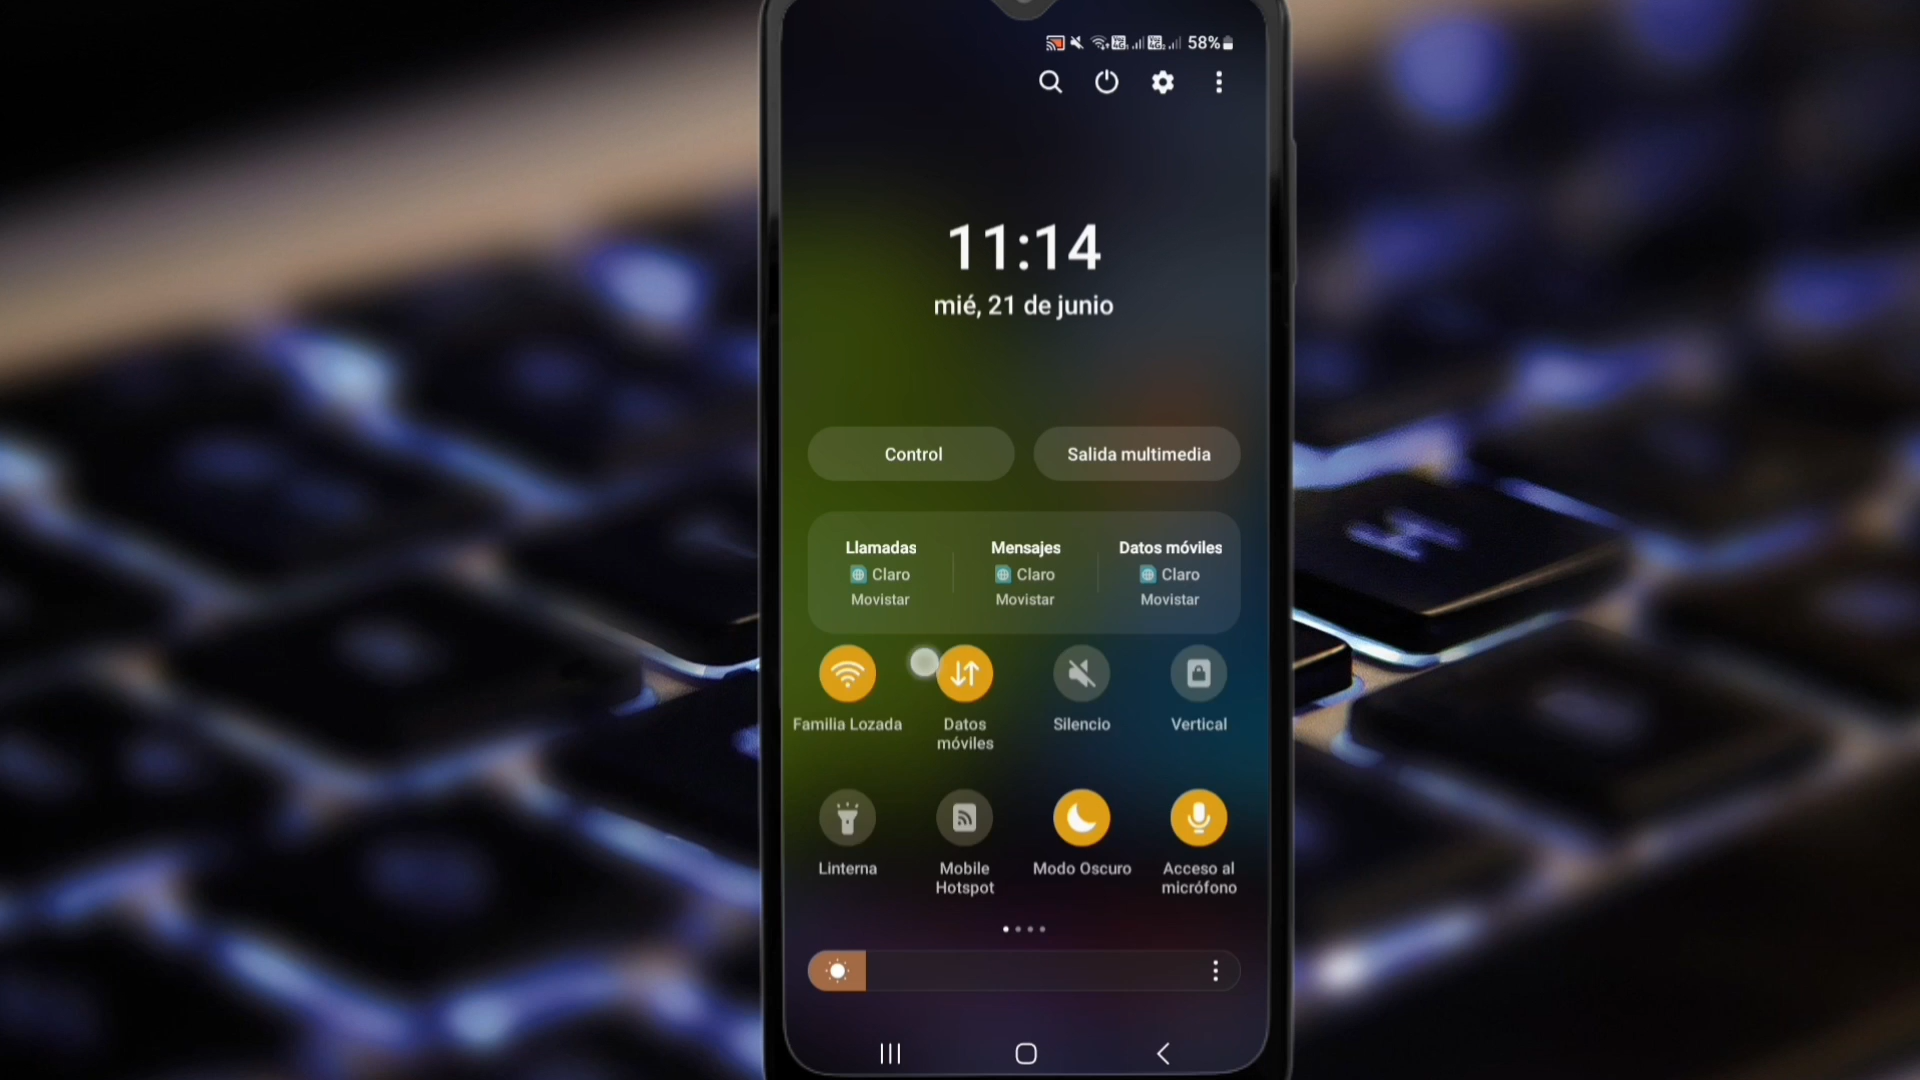 58%
11:14
mié, 21 de junio
Control
Salida multimedia
Llamadas
Mensajes
Datos móviles
Claro
Claro
Claro
Movistar
Movistar
Movistar
Familia Lozada
Datos
móviles
Silencio
Vertical
Linterna
Mobile
Hotspot
Modo Oscuro
Acceso al
micrófono